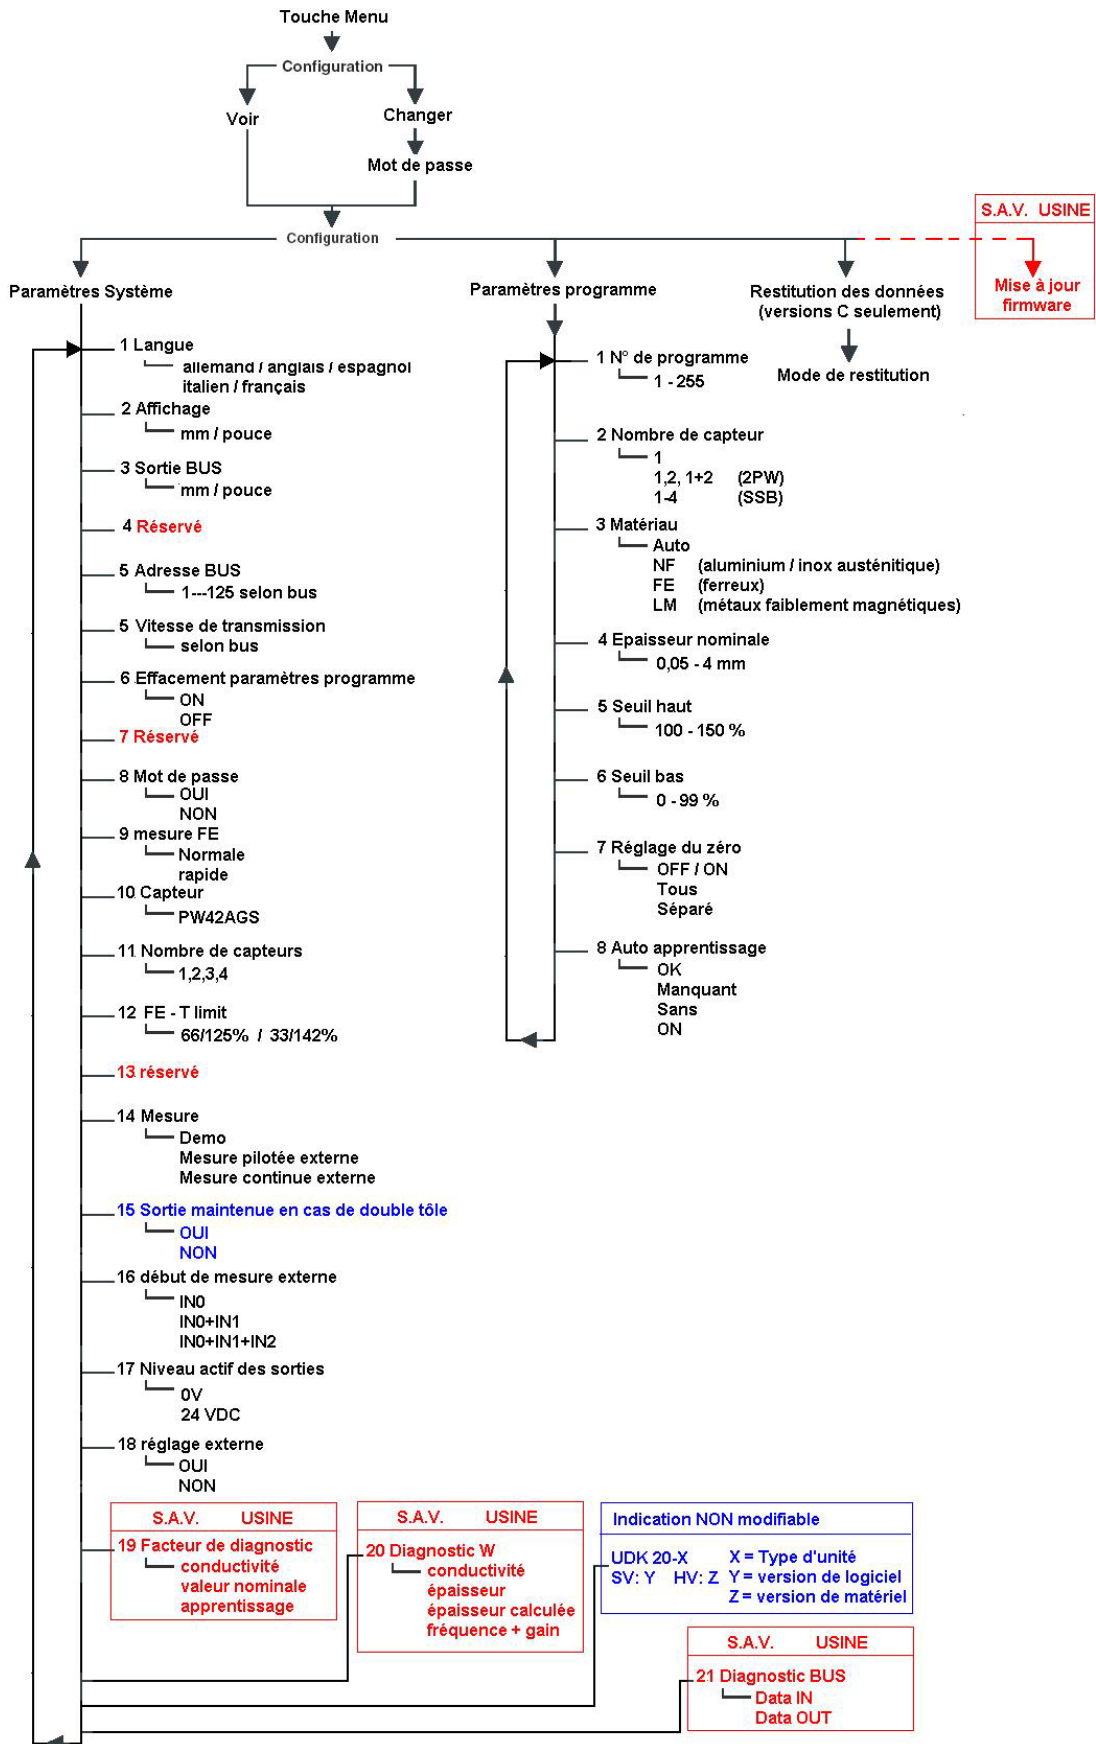 Touche Menu
Configuration
Voir
Changer
Mot de passe
Configuration
S.A.V. USINE
Mise à jour
firmware
Paramètres Système
1 Langue
allemand / anglais / espagnol
italien / français
2 Affichage
mm / pouce
3 Sortie BUS
mm / pouce
4 Réservé
5 Adresse BUS
1---125 selon bus
5 Vitesse de transmission
selon bus
6 Effacement paramètres programme
ON
OFF
7 Réservé
8 Mot de passe
OUI
NON
9 mesure FE
Normale
rapide
10 Capteur
PW42AGS
11 Nombre de capteurs
1,2,3,4
12 FE - T limit
66/125% / 33/142%
13 réservé
14 Mesure
Demo
Mesure pilotée externe
Mesure continue externe
15 Sortie maintenue en cas de double tôle
OUI
NON
16 début de mesure externe
IN0
IN0+IN1
IN0+IN1+IN2
17 Niveau actif des sorties
0V
24 VDC
18 réglage externe
OUI
NON
Paramètres programme
1 N° de programme
1 - 255
2 Nombre de capteur
1
1,2, 1+2 (2PW)
1-4 (SSB)
3 Matériau
Auto
NF (aluminium / inox austénitique)
FE (ferreux)
LM (métaux faiblement magnétiques)
4 Epaisseur nominale
0,05 - 4 mm
5 Seuil haut
100 - 150 %
6 Seuil bas
0 - 99 %
7 Réglage du zéro
OFF / ON
Tous
Séparé
8 Auto apprentissage
OK
Manquant
Sans
ON
Restitution des données
(versions C seulement)
Mode de restitution
S.A.V. USINE
19 Facteur de diagnostic
conductivité
valeur nominale
apprentissage
S.A.V. USINE
20 Diagnostic W
conductivité
épaisseur
épaisseur calculée
fréquence + gain
Indication NON modifiable
UDK 20-X X = Type d'unité
SV: Y HV: Z Y = version de logiciel
Z = version de matériel
S.A.V. USINE
21 Diagnostic BUS
Data IN
Data OUT